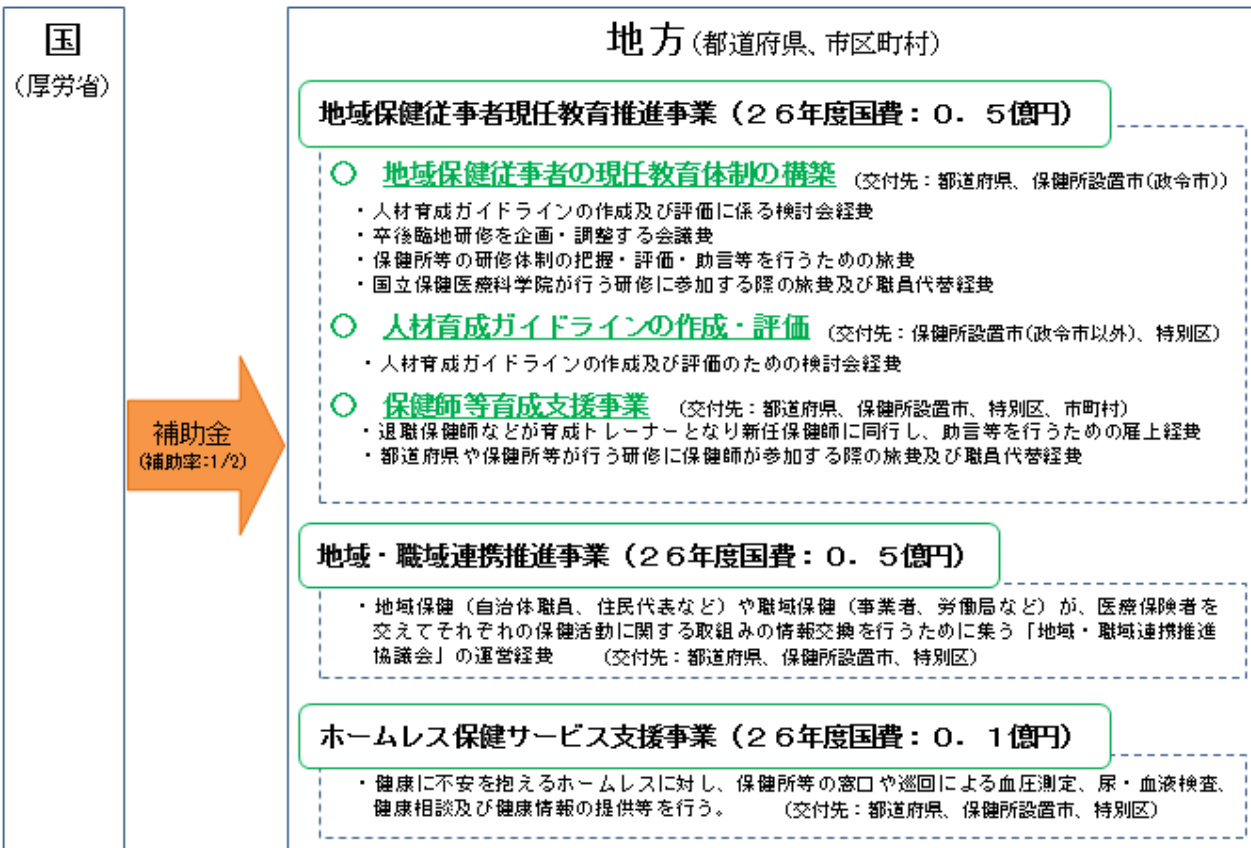 国
(厚労省)
補助金
(補助率:1/2)
地方(都道府県、市区町村)
地域保健従事者現任教育推進事業（２６年度国費：０．５億円）
○ 地域保健従事者の現任教育体制の構築 (交付先：都道府県、保健所設置市(政令市))
・人材育成ガイドラインの作成及び評価に係る検討会経費
・卒後臨地研修を企画・調整する会議費
・保健所等の研修体制の把握・評価・助言等を行うための旅費
・国立保健医療科学院が行う研修に参加する際の旅費及び職員代替経費
○ 人材育成ガイドラインの作成・評価 (交付先：保健所設置市(政令市以外)、特別区)
・人材育成ガイドラインの作成及び評価のための検討会経費
○ 保健師等育成支援事業 (交付先：都道府県、保健所設置市、特別区、市町村)
・退職保健師などが育成トレーナーとなり新任保健師に同行し、助言等を行うための雇上経費
・都道府県や保健所等が行う研修に保健師が参加する際の旅費及び職員代替経費
地域・職域連携推進事業（２６年度国費：０．５億円）
・地域保健（自治体職員、住民代表など）や職域保健（事業者、労働局など）が、医療保険者を
交えてそれぞれの保健活動に関する取組みの情報交換を行うために集う「地域・職域連携推進
協議会」の運営経費 (交付先：都道府県、保健所設置市、特別区)
ホームレス保健サービス支援事業（２６年度国費：０．１億円）
・健康に不安を抱えるホームレスに対し、保健所等の窓口や巡回による血圧測定、尿・血液検査、
健康相談及び健康情報の提供等を行う。 (交付先：都道府県、保健所設置市、特別区)